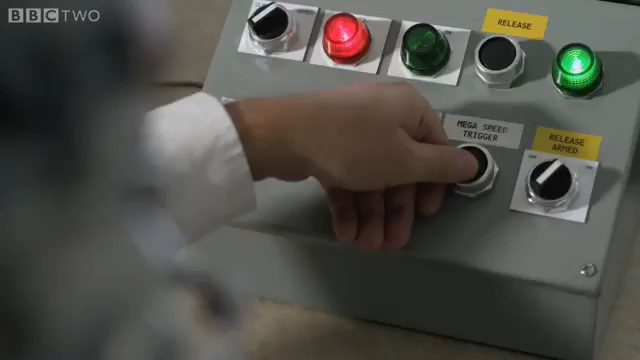 BBC TWO
RELEASE
MEGA SPEED
TRIGGER
RELEASE
ARMED